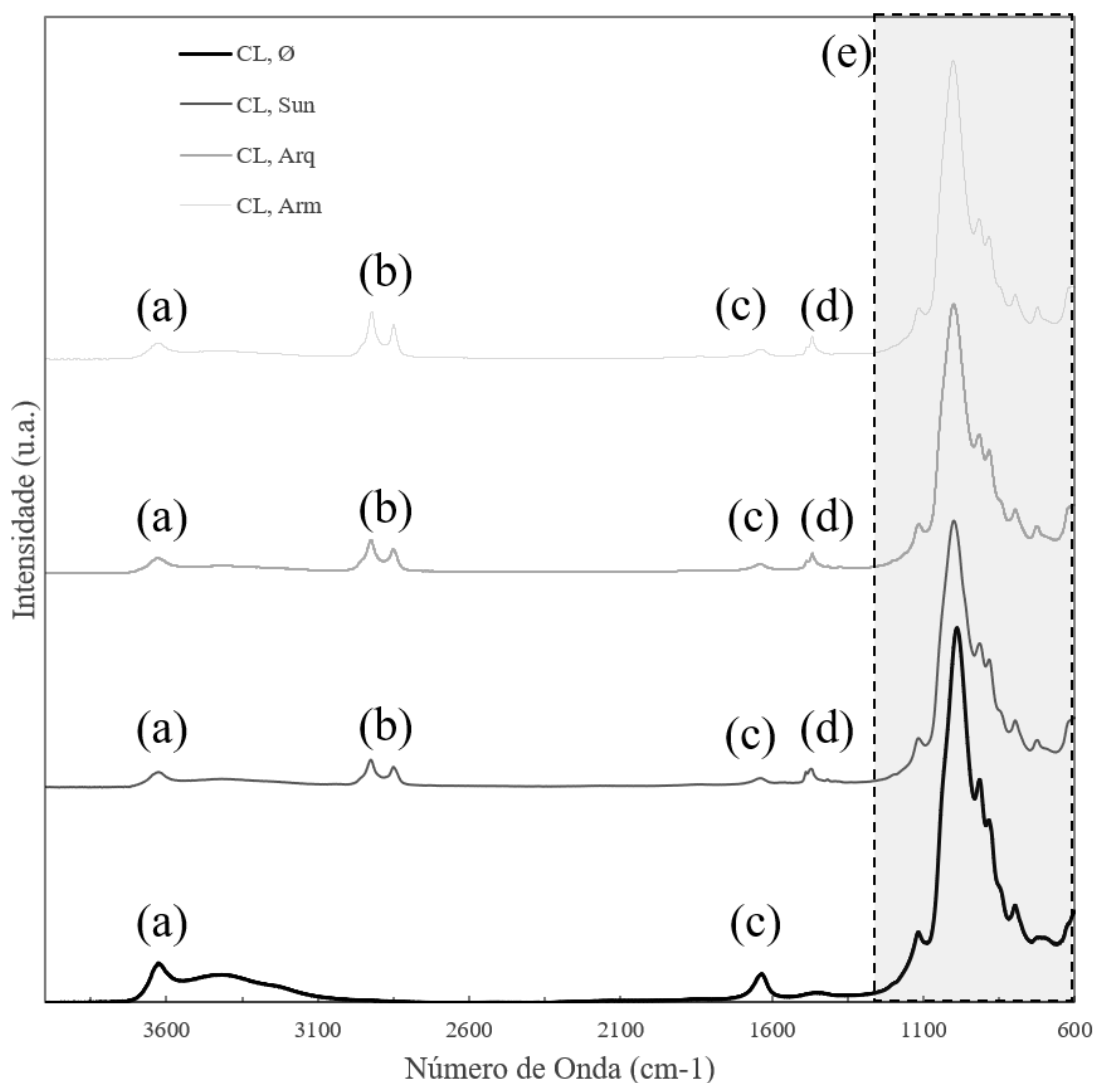 CL, Ø
CL, Sun
CL, Arq
CL, Arm
(e)
(a)
(b)
(c)
(d)
(a)
(b)
(c)
(d)
(a)
(b)
(c)
(d)
(a)
(c)
Intensidade (u.a.)
3600 3100 2600 2100 1600 1100 600
Número de Onda (cm-1)